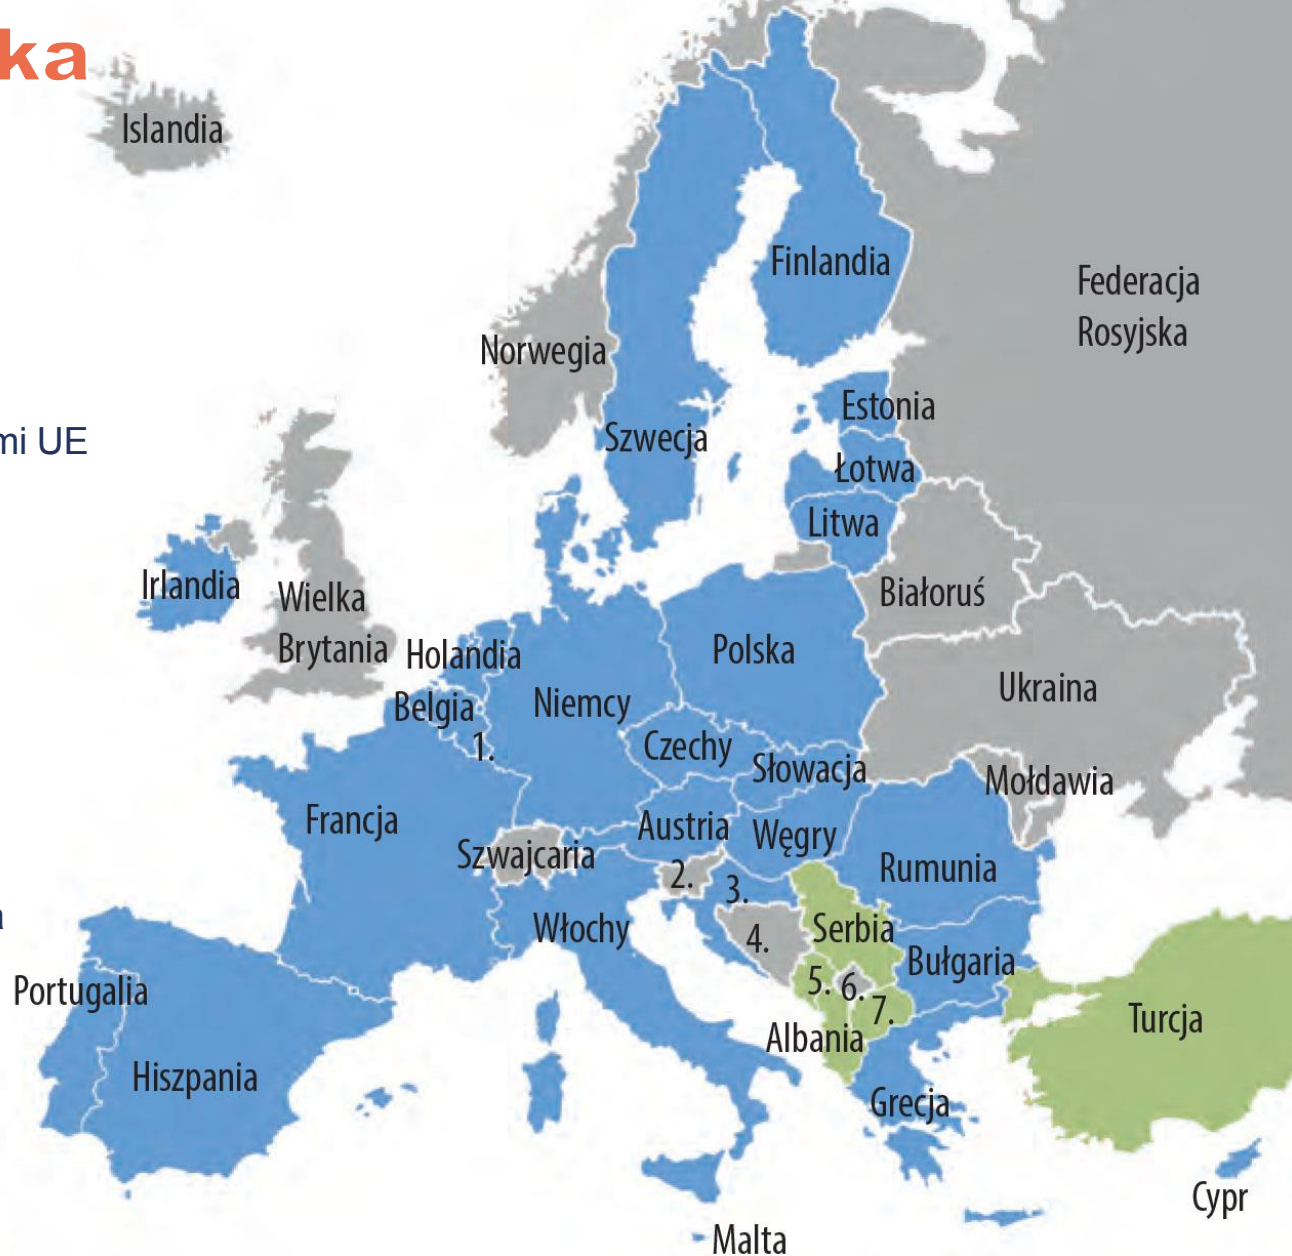 ka
Islandia
Finlandia
Federacja
Rosyjska
Norwegia
Estonia
Szwecja
mi UE
Łotwa
Litwa
Irlandia
Wielka
Brytania
Białoruś
Holandia
Polska
Belgia
Niemcy
Ukraina
1.
Czechy
Słowacja
Mołdawia
Francja
Austria
Węgry
Szwajcaria
Rumunia
2.
3.
a
Włochy
4.
Serbia
Bułgaria
Portugalia
5.
6.
7.
Turcja
Albania
Hiszpania
Grecja
Cypr
Malta